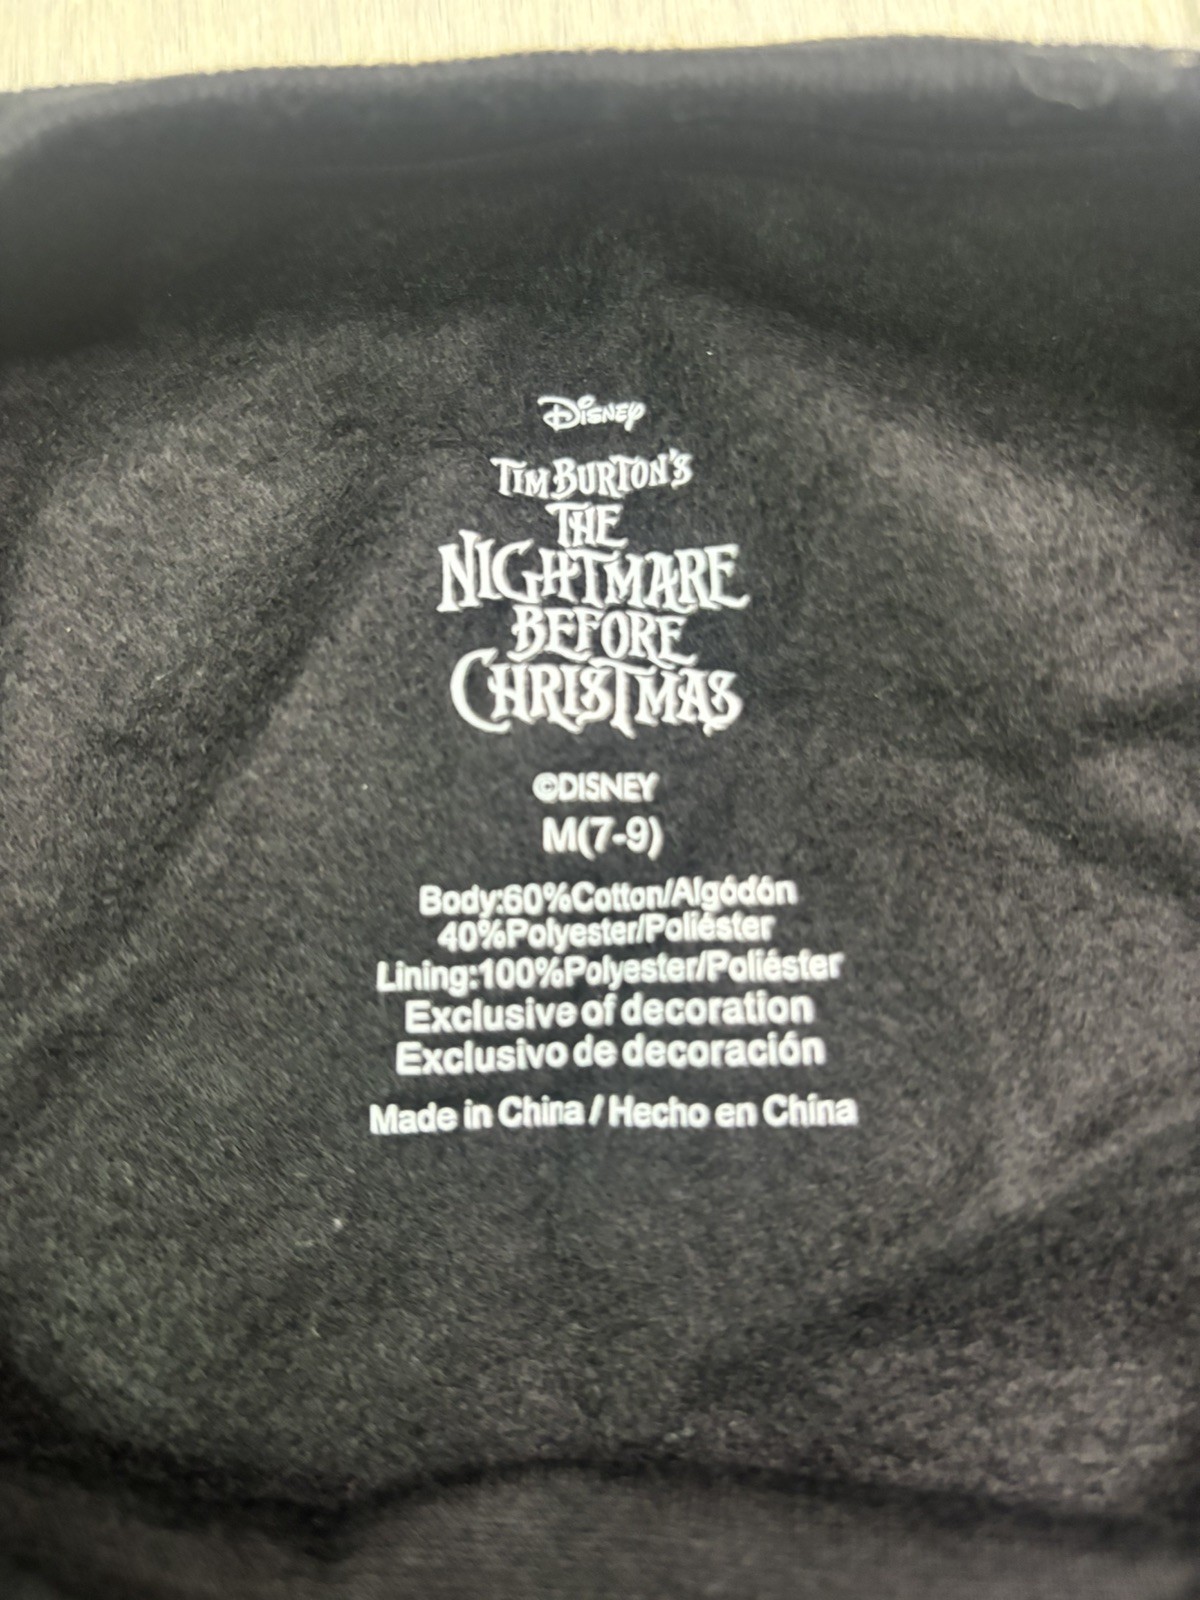 Disney
TIM BURTON'S
THE
NIGHTMARE
BEFORE
CHRISTMAS
©DISNEY
M(7-9)
Body:60%Cotton/Algódón
40%Polyester/Poliéster
Lining:100%Polyester/Poliéster
Exclusive of decoration
Exclusivo de decoración
Made in China / Hecho en China